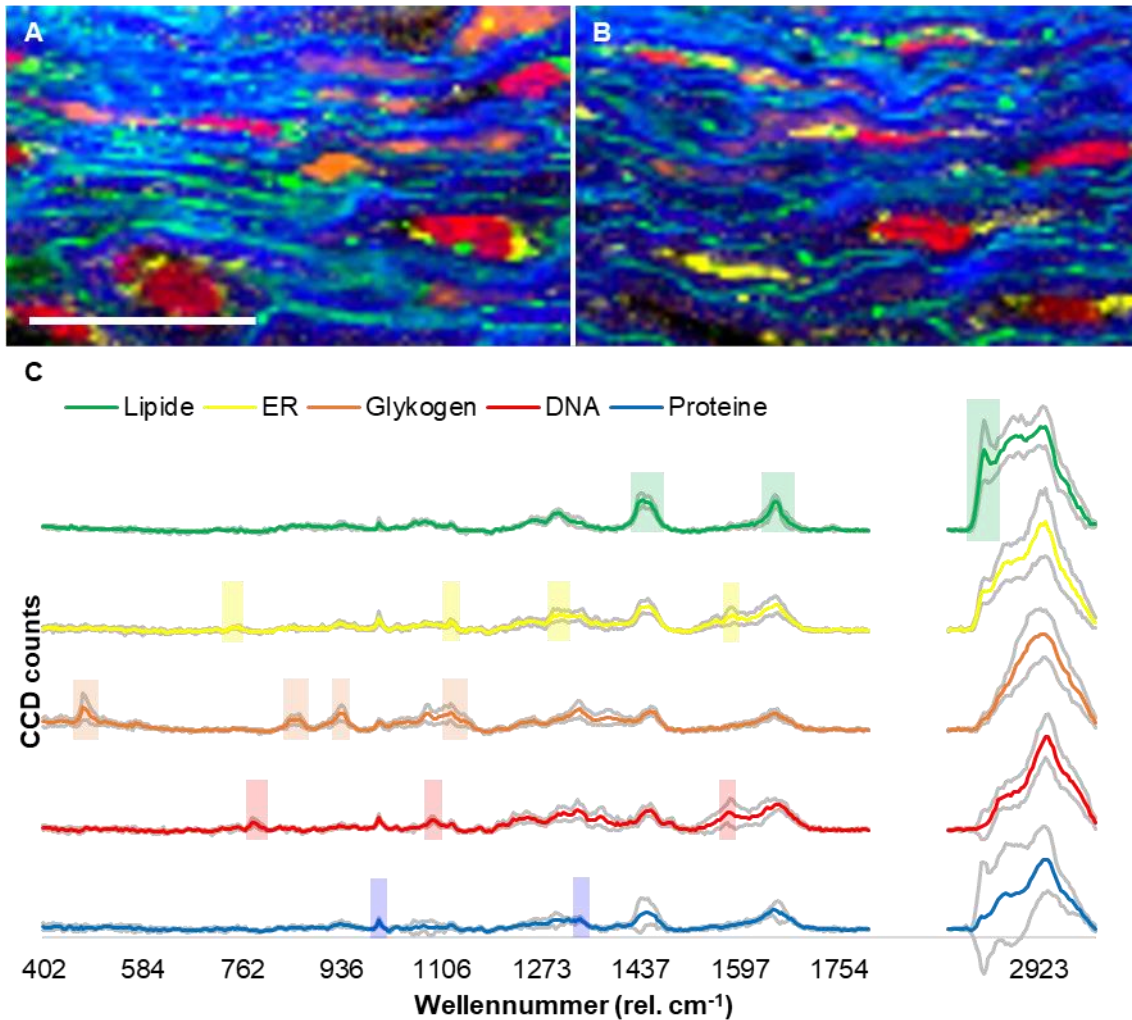 A B
C
Lipide ER Glykogen DNA Proteine
CCD counts
402 584 762 936 1106 1273 1437 1597 1754 2923
Wellennummer (rel. cm⁻¹)